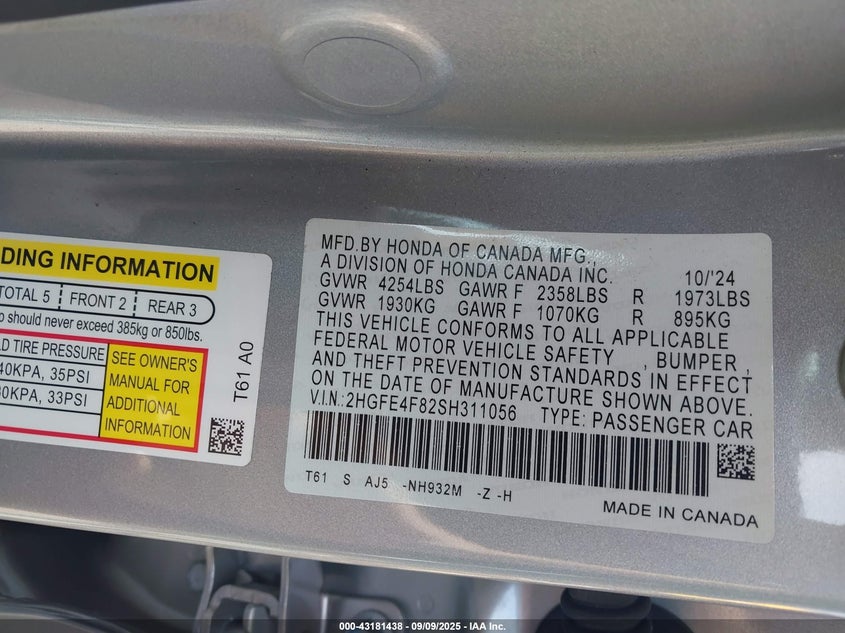 DING INFORMATION
TOTAL 5 FRONT 2 REAR 3
o should never exceed 385kg or 850lbs.
D TIRE PRESSURE
40KPA, 35PSI
30KPA, 33PSI
SEE OWNER'S
MANUAL FOR
ADDITIONAL
INFORMATION
T61 A0
MFD.BY HONDA OF CANADA MFG.,
A DIVISION OF HONDA CANADA INC. 10/'24
GVWR 4254LBS GAWR F 2358LBS R 1973LBS
GVWR 1930KG GAWR F 1070KG R 895KG
THIS VEHICLE CONFORMS TO ALL APPLICABLE
FEDERAL MOTOR VEHICLE SAFETY , BUMPER ,
AND THEFT PREVENTION STANDARDS IN EFFECT
ON THE DATE OF MANUFACTURE SHOWN ABOVE.
V.I.N.:2HGFE4F82SH311056 TYPE: PASSENGER CAR
T61 S AJ5 -NH932M -Z -H
MADE IN CANADA
000-43181438 - 09/09/2025 - IAA Inc.